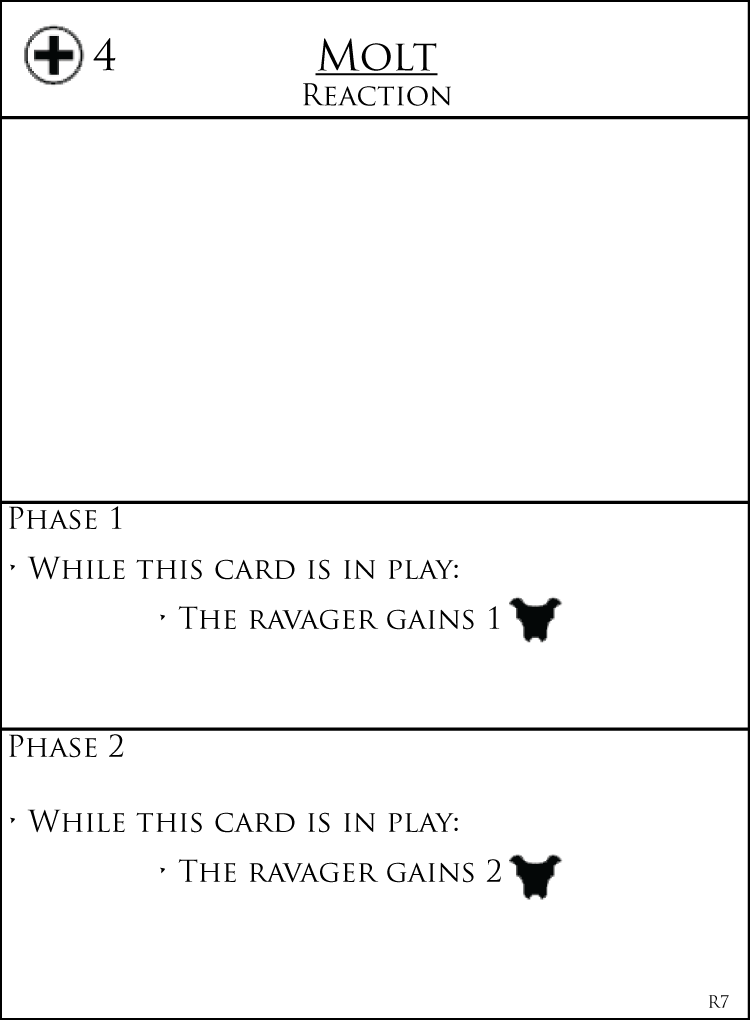 4
Molt
Reaction
Phase 1
• While this card is in play:
• The ravager gains 1
Phase 2
• While this card is in play:
• The ravager gains 2
R7